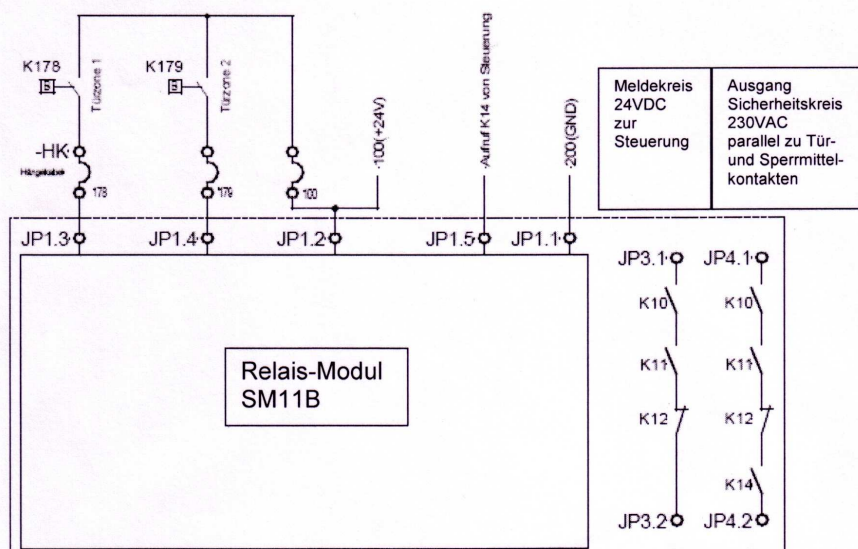 K178
Türzone 1
K179
Türzone 2
-HK
Hängekabel
178
179
100
-100(+24V)
-Aufruf K14 von Steuerung
-200(GND)
Meldekreis
24VDC
zur
Steuerung
Ausgang
Sicherheitskreis
230VAC
parallel zu Tür-
und Sperrmittel-
kontakten
JP1.3
JP1.4
JP1.2
JP1.5
JP1.1
JP3.1
JP4.1
K10
K10
K11
K11
K12
K12
K14
JP3.2
JP4.2
Relais-Modul
SM11B